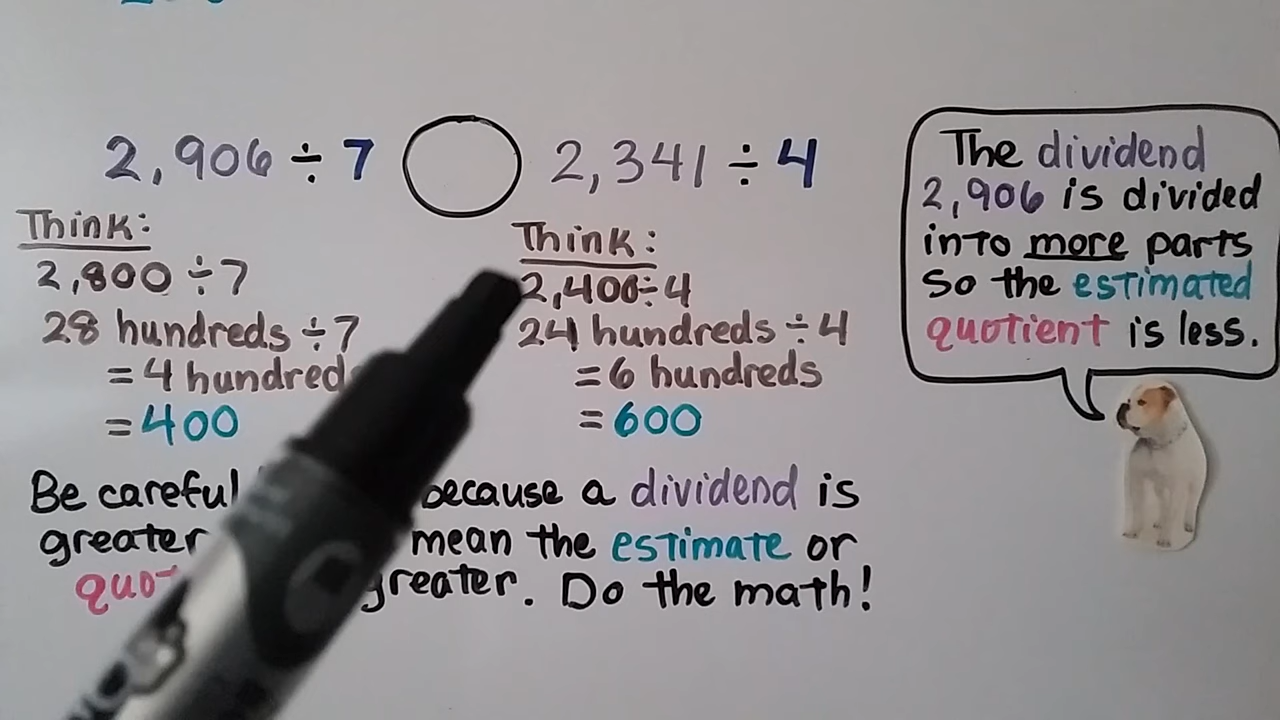 2,906 ÷ 7 2,341 ÷ 4
Think:
2,800 ÷ 7
28 hundreds ÷ 7
= 4 hundred
= 400
Think:
2,400 ÷ 4
24 hundreds ÷ 4
= 6 hundreds
= 600
Be careful because a dividend is
greater mean the estimate or
greater. Do the math!
The dividend
2,906 is divided
into more parts
so the estimated
quotient is less.